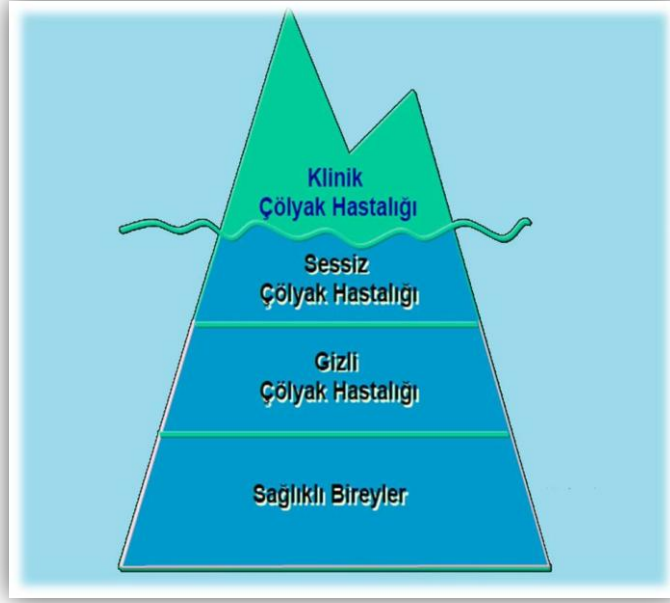 Klinik
Çölyak Hastalığı
Sessiz
Çölyak Hastalığı
Gizli
Çölyak Hastalığı
Sağlıklı Bireyler